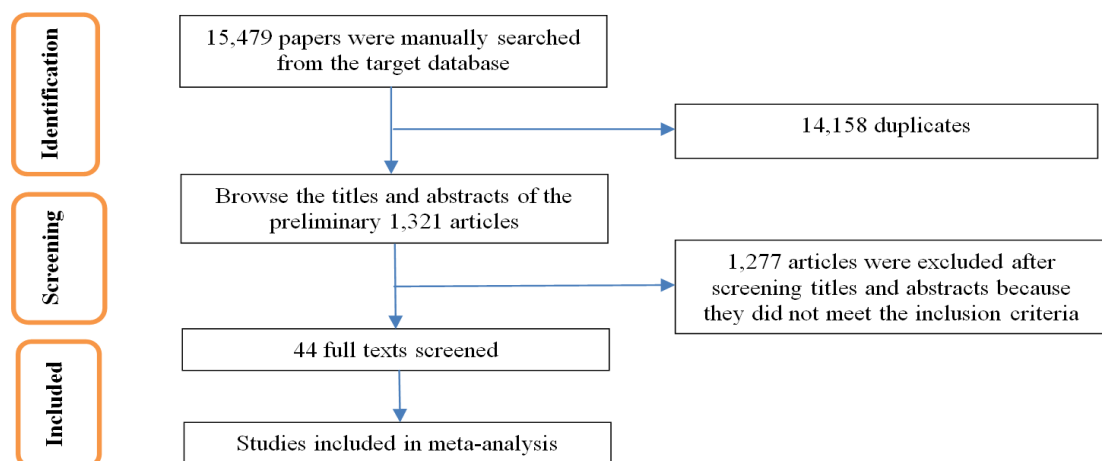 Identification
15,479 papers were manually searched
from the target database
14,158 duplicates
Screening
Browse the titles and abstracts of the
preliminary 1,321 articles
1,277 articles were excluded after
screening titles and abstracts because
they did not meet the inclusion criteria
Included
44 full texts screened
Studies included in meta-analysis